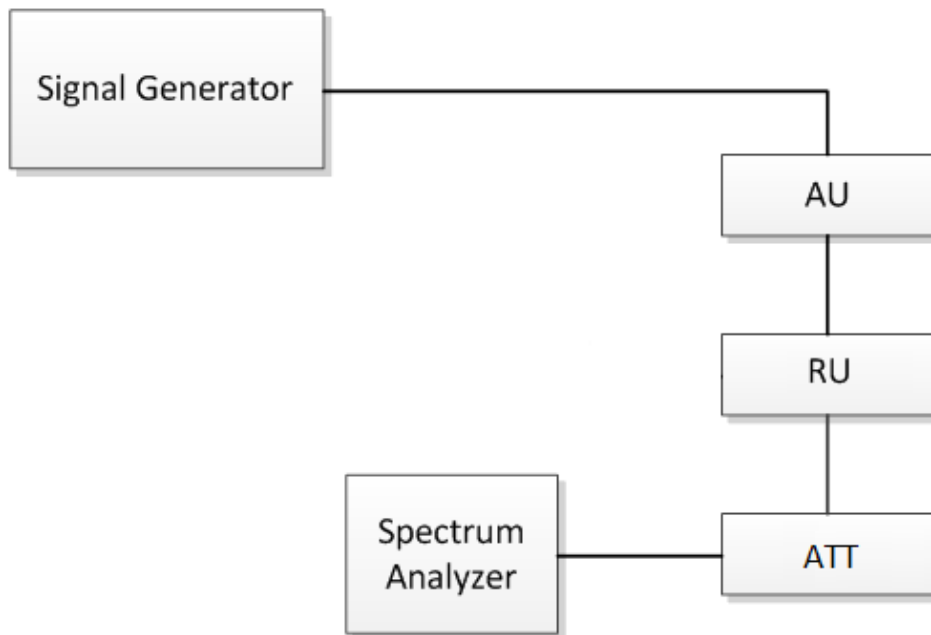 Signal Generator
AU
RU
ATT
Spectrum
Analyzer